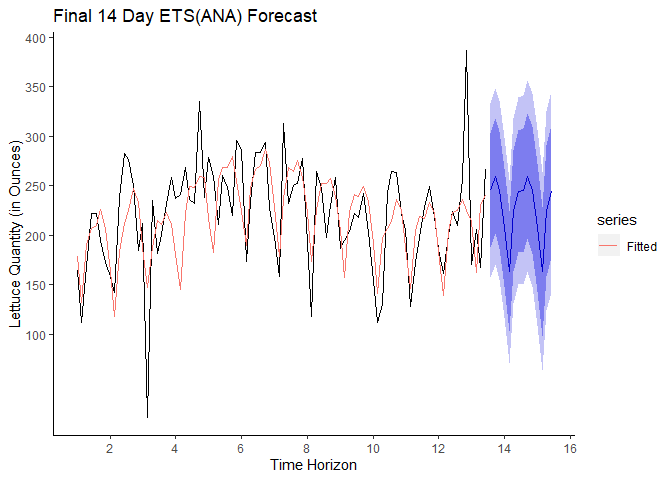 Final 14 Day ETS(ANA) Forecast
400
350
300
250
200
150
100
Lettuce Quantity (in Ounces)
2 4 6 8 10 12 14 16
Time Horizon
series
Fitted